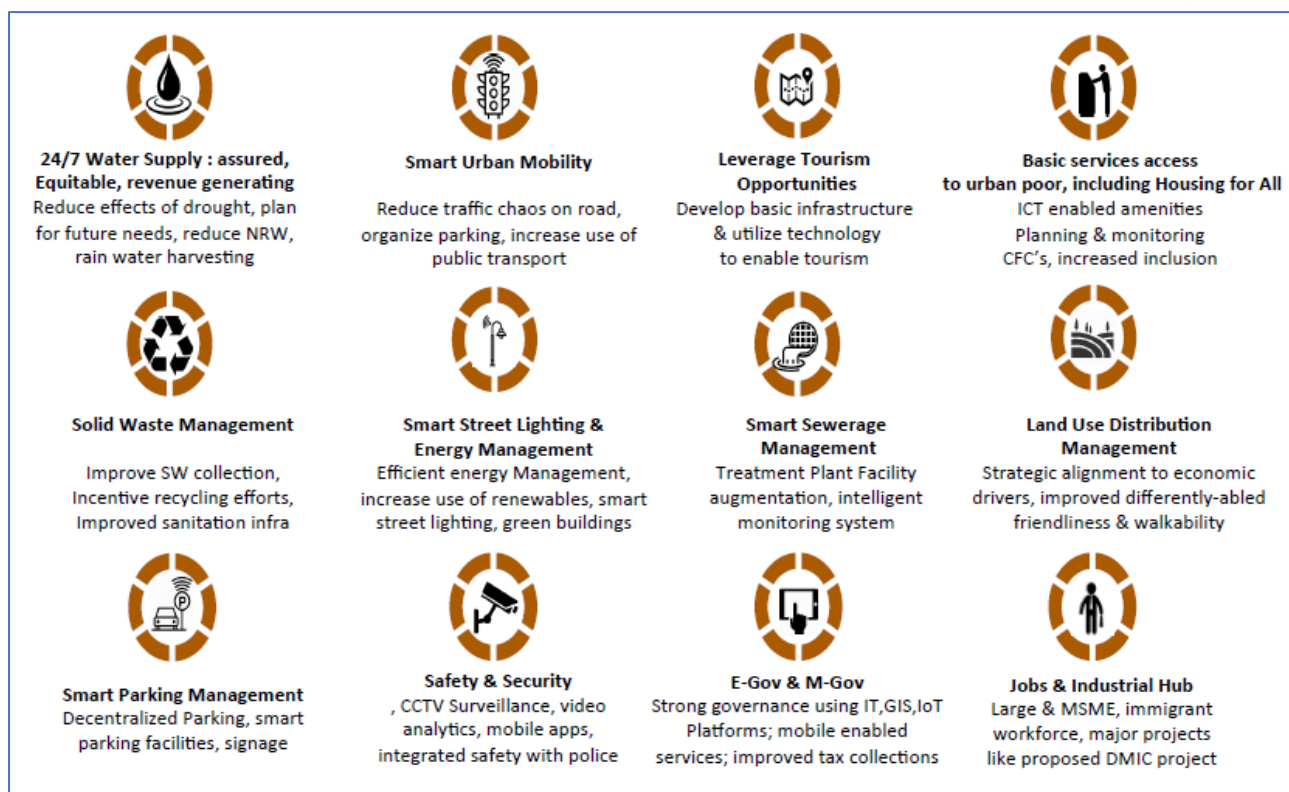 24/7 Water Supply : assured,
Equitable, revenue generating
Reduce effects of drought, plan
for future needs, reduce NRW,
rain water harvesting
Smart Urban Mobility
Reduce traffic chaos on road,
organize parking, increase use of
public transport
Leverage Tourism
Opportunities
Develop basic infrastructure
& utilize technology
to enable tourism
Basic services access
to urban poor, including Housing for All
ICT enabled amenities
Planning & monitoring
CFC's, increased inclusion
Solid Waste Management
Improve SW collection,
Incentive recycling efforts,
Improved sanitation infra
Smart Street Lighting &
Energy Management
Efficient energy Management,
increase use of renewables, smart
street lighting, green buildings
Smart Sewerage
Management
Treatment Plant Facility
augmentation, intelligent
monitoring system
Land Use Distribution
Management
Strategic alignment to economic
drivers, improved differently-abled
friendliness & walkability
P
Smart Parking Management
Decentralized Parking, smart
parking facilities, signage
Safety & Security
, CCTV Surveillance, video
analytics, mobile apps,
integrated safety with police
E-Gov & M-Gov
Strong governance using IT,GIS,IoT
Platforms; mobile enabled
services; improved tax collections
Jobs & Industrial Hub
Large & MSME, immigrant
workforce, major projects
like proposed DMIC project